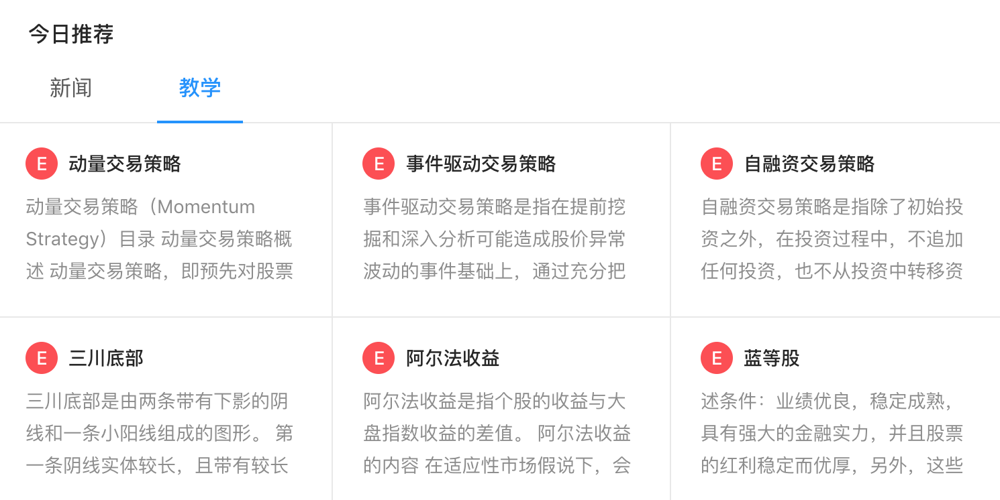 今日推荐
新闻
教学
E 动量交易策略
动量交易策略（Momentum
Strategy）目录 动量交易策略概
述 动量交易策略，即预先对股票
E 事件驱动交易策略
事件驱动交易策略是指在提前挖
掘和深入分析可能造成股价异常
波动的事件基础上，通过充分把
E 自融资交易策略
自融资交易策略是指除了初始投
资之外，在投资过程中，不追加
任何投资，也不从投资中转移资
E 三川底部
三川底部是由两条带有下影的阴
线和一条小阳线组成的图形。 第
一条阴线实体较长，且带有较长
E 阿尔法收益
阿尔法收益是指个股的收益与大
盘指数收益的差值。 阿尔法收益
的内容 在适应性市场假说下，会
E 蓝等股
述条件：业绩优良，稳定成熟，
具有强大的金融实力，并且股票
的红利稳定而优厚，另外，这些